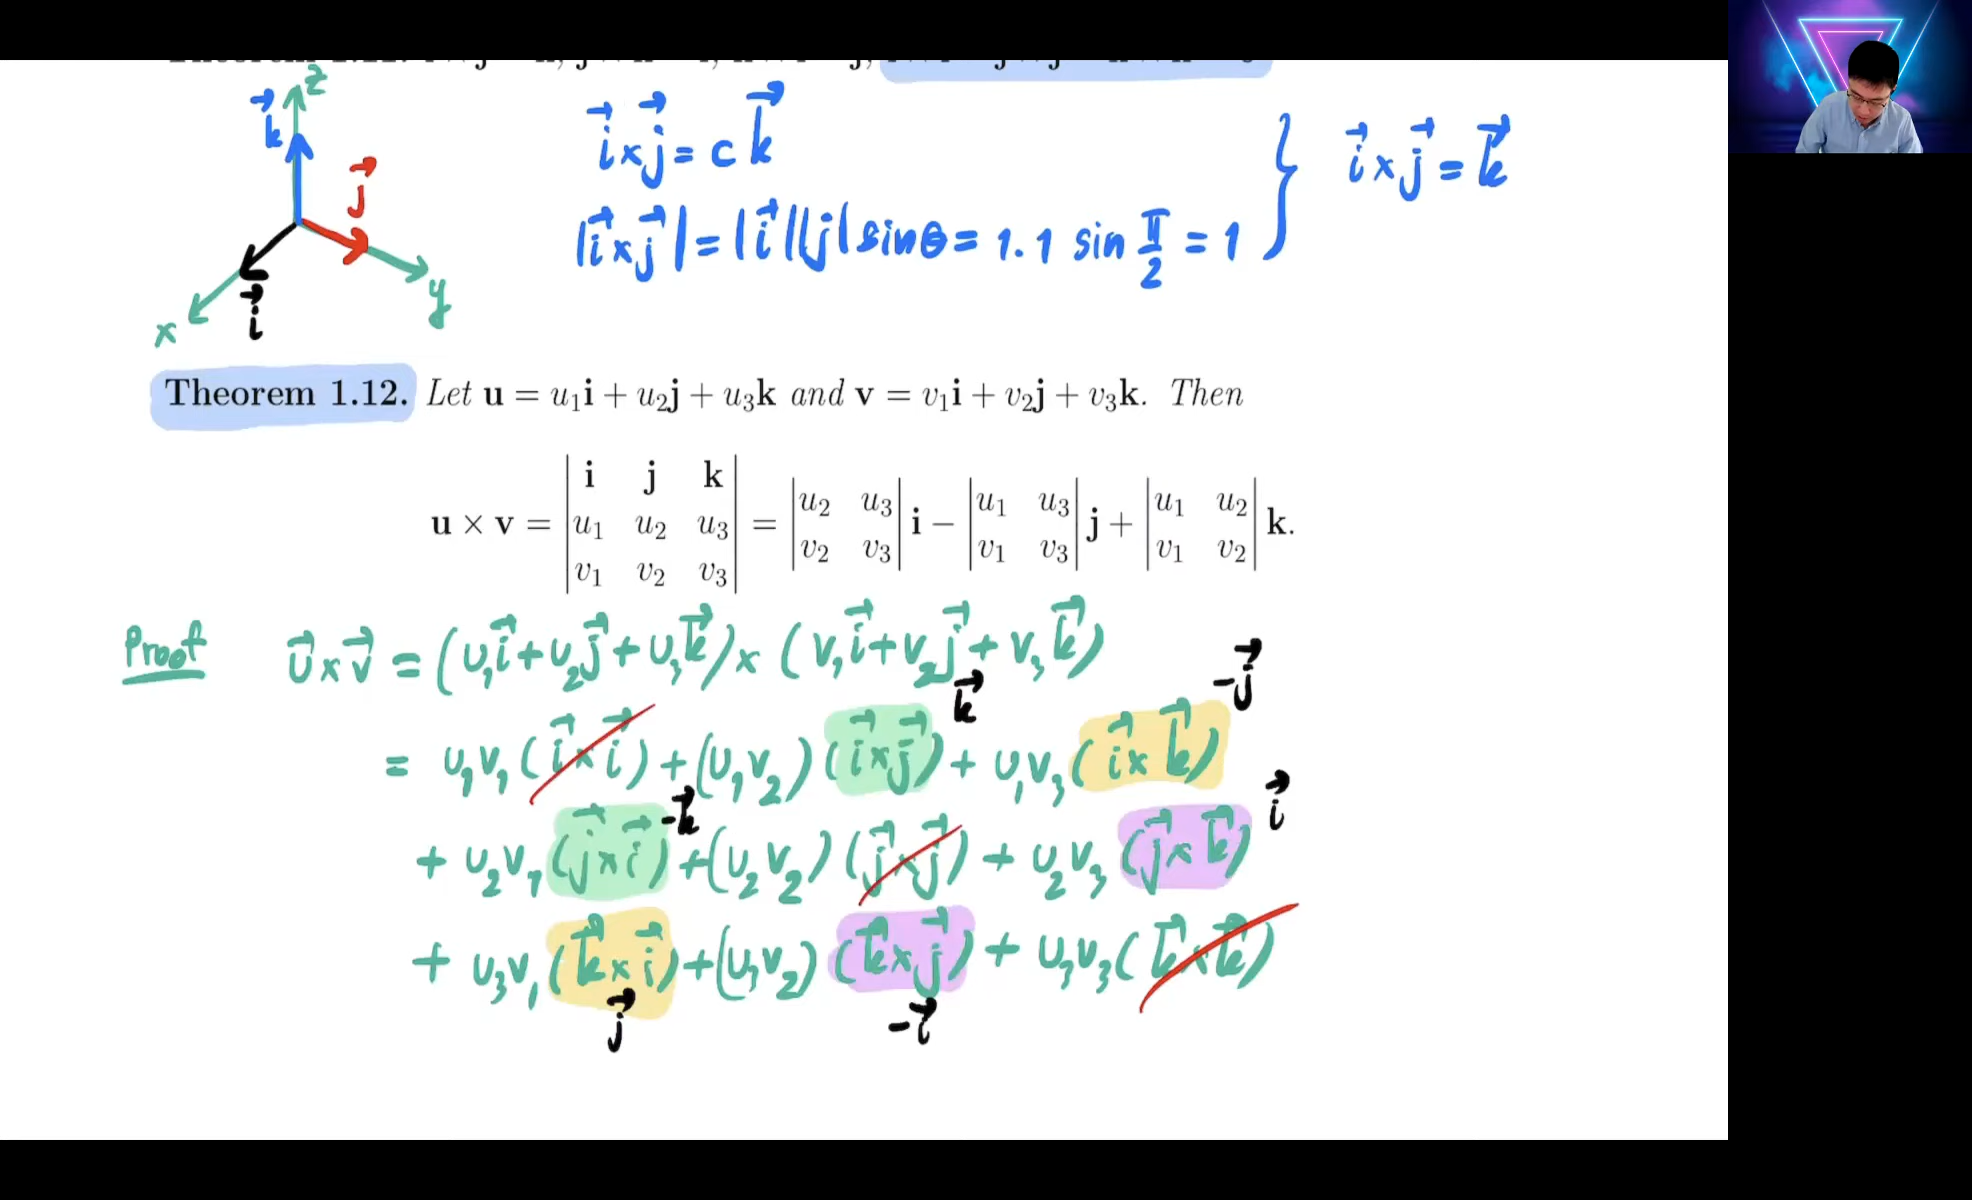 z
k⃗
j⃗
i⃗
x
y
i⃗ × j⃗ = c k⃗
|i⃗ × j⃗| = |i⃗||j| sinθ = 1.1 sin π/2 = 1 } i⃗ × j⃗ = k⃗
Theorem 1.12. Let u = u₁i + u₂j + u₃k and v = v₁i + v₂j + v₃k. Then
u × v = | i j k ; u₁ u₂ u₃ ; v₁ v₂ v₃ | = | u₂ u₃ ; v₂ v₃ | i − | u₁ u₃ ; v₁ v₃ | j + | u₁ u₂ ; v₁ v₂ | k.
Proof u⃗ × v⃗ = (u₁i⃗ + u₂j⃗ + u₃k⃗) × (v₁i⃗ + v₂j⃗ + v₃k⃗)
k⃗ -j⃗
= u₁v₁(i⃗ × i⃗) + (u₁v₂)(i⃗ × j⃗) + u₁v₃(i⃗ × k⃗)
-k⃗ i⃗
+ u₂v₁(j⃗ × i⃗) + (u₂v₂)(j⃗ × j⃗) + u₂v₃(j⃗ × k⃗)
+ u₃v₁(k⃗ × i⃗) + (u₃v₂)(k⃗ × j⃗) + u₃v₃(k⃗ × k⃗)
j⃗ -i⃗